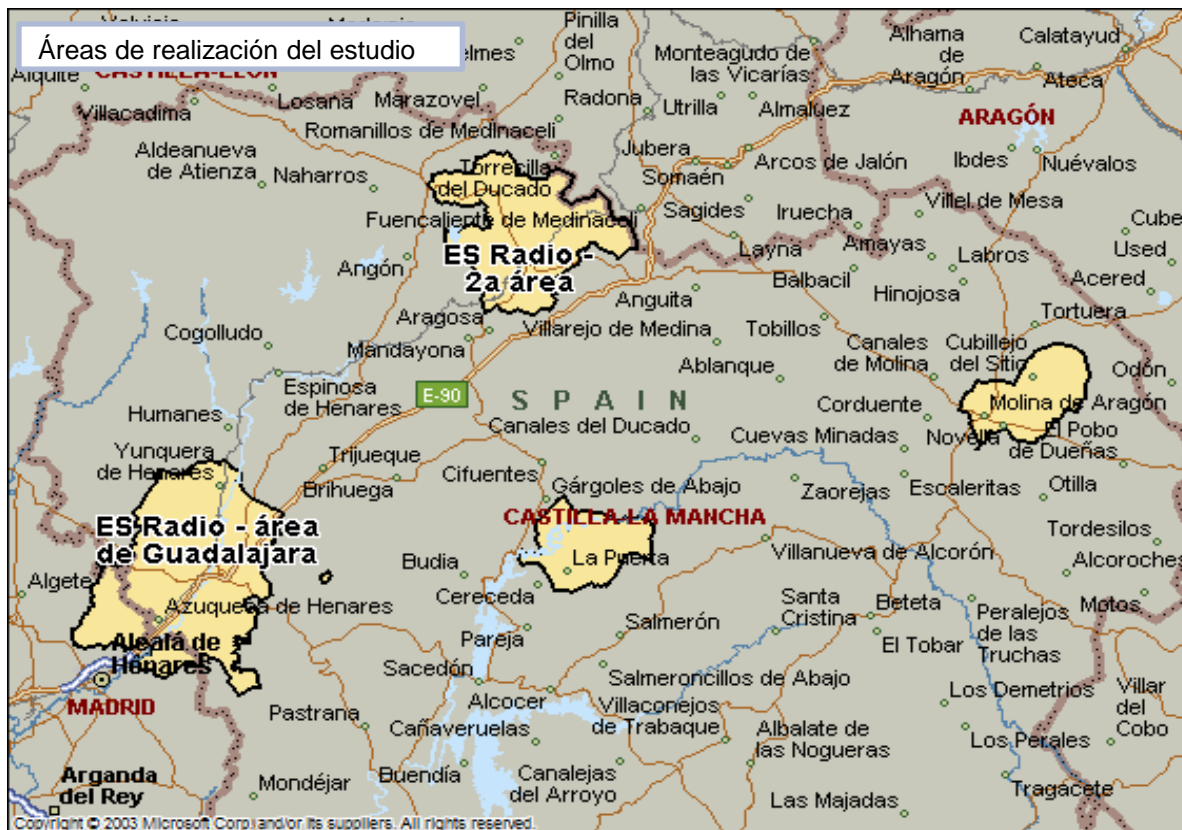 Áreas de realización del estudio
Pinilla
del
Olmo
Monteagudo de
las Vicarías
Alhama
de
Aragón
Calatayud
Ateca
CASTILLA-LEÓN
Villacadima
Losana
Marazovel
Radona
Utrilla
Almaluez
ARAGÓN
Romanillos de Medinaceli
Aldeanueva
de Atienza
Naharros
Torrecilla
del Ducado
Jubera
Somaén
Arcos de Jalón
Ibdes
Nuévalos
Fuencaliente de Medinaceli
Sagides
Iruecha
Villel de Mesa
Layna
Amayas
Labros
Used
Angón
ES Radio -
2a área
Anguita
Balbacil
Hinojosa
Acered
Tortuera
Cogolludo
Aragosa
Mandayona
Villarejo de Medina
Tobillos
Ablanque
Canales
de Molina
Cubillejo
del Sitio
Odón
Espinosa
de Henares
E-90
SPAIN
Humanes
Canales del Ducado
Corduente
Molina de Aragón
Yunquera
de Henares
Trijueque
Cifuentes
Cuevas Minadas
Novella
El Pobo
de Dueñas
Brihuega
Gárgoles de Abajo
Zaorejas
Escaleritas
Otilla
ES Radio - área
de Guadalajara
CASTILLA-LA MANCHA
Tordesilos
Budia
La Puerta
Villanueva de Alcorón
Alcoroches
Algete
Cereceda
Azuqueca de Henares
Santa
Cristina
Beteta
Peralejos
de las
Truchas
Motos
Alcalá de
Henares
Pareja
Salmerón
El Tobar
MADRID
Sacedón
Salmeroncillos de Abajo
Los Demetrios
Villar
del
Cobo
Pastrana
Alcocer
Cañaveruelas
Villaconejos
de Trabaque
Albalate de
las Nogueras
Los Perales
Arganda
del Rey
Mondéjar
Buendía
Canalejas
del Arroyo
Las Majadas
Tragacete
Copyright © 2003 Microsoft Corp. and/or its suppliers. All rights reserved.